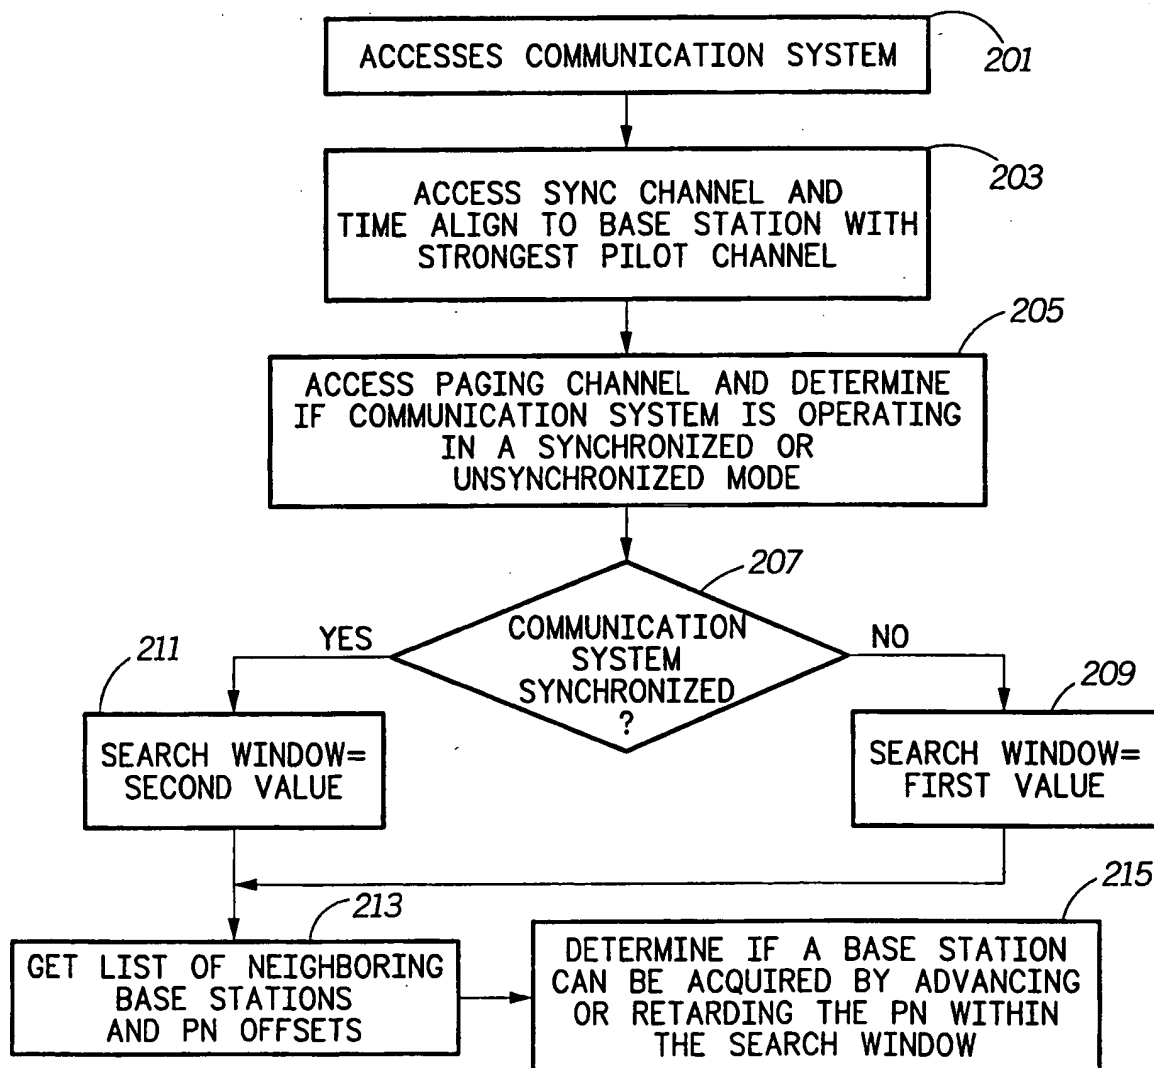 ACCESSES COMMUNICATION SYSTEM
201
ACCESS SYNC CHANNEL AND
TIME ALIGN TO BASE STATION WITH
STRONGEST PILOT CHANNEL
203
ACCESS PAGING CHANNEL AND DETERMINE
IF COMMUNICATION SYSTEM IS OPERATING
IN A SYNCHRONIZED OR
UNSYNCHRONIZED MODE
205
COMMUNICATION
SYSTEM
SYNCHRONIZED
?
207
YES
NO
211
SEARCH WINDOW=
SECOND VALUE
209
SEARCH WINDOW=
FIRST VALUE
213
GET LIST OF NEIGHBORING
BASE STATIONS
AND PN OFFSETS
215
DETERMINE IF A BASE STATION
CAN BE ACQUIRED BY ADVANCING
OR RETARDING THE PN WITHIN
THE SEARCH WINDOW